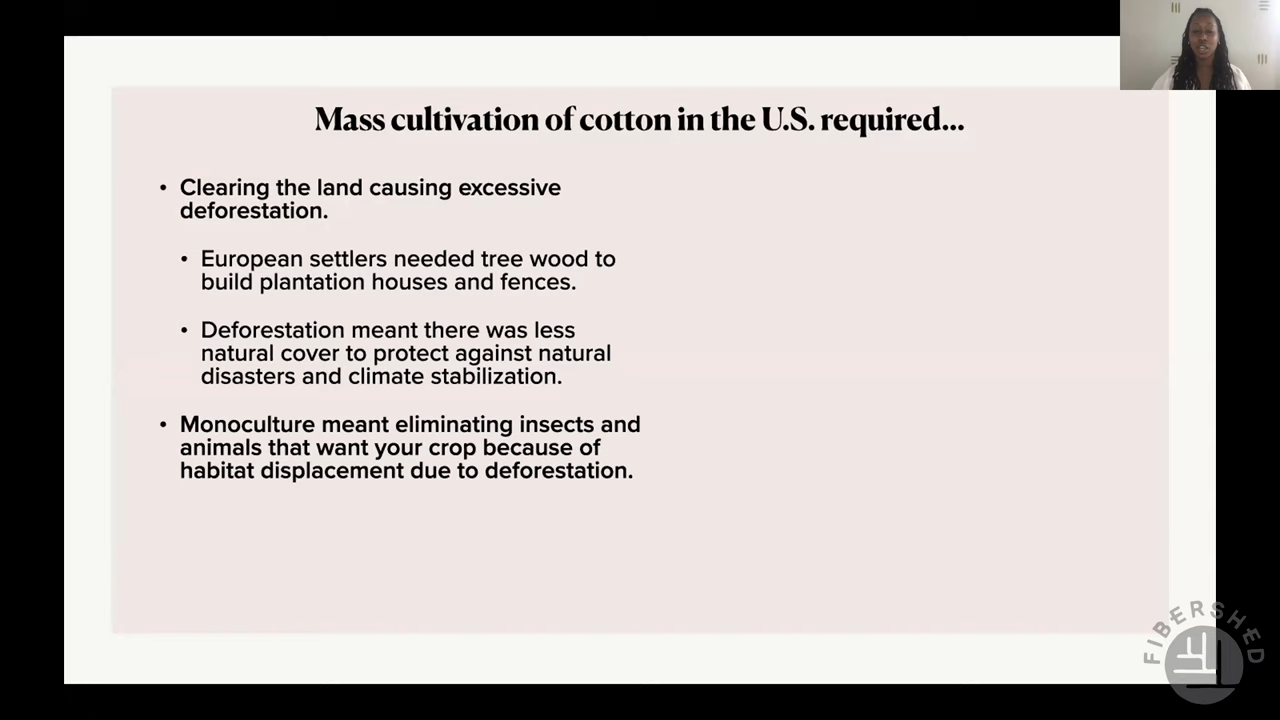 Mass cultivation of cotton in the U.S. required...
• Clearing the land causing excessive
deforestation.
• European settlers needed tree wood to
build plantation houses and fences.
• Deforestation meant there was less
natural cover to protect against natural
disasters and climate stabilization.
• Monoculture meant eliminating insects and
animals that want your crop because of
habitat displacement due to deforestation.
FIBERSHED